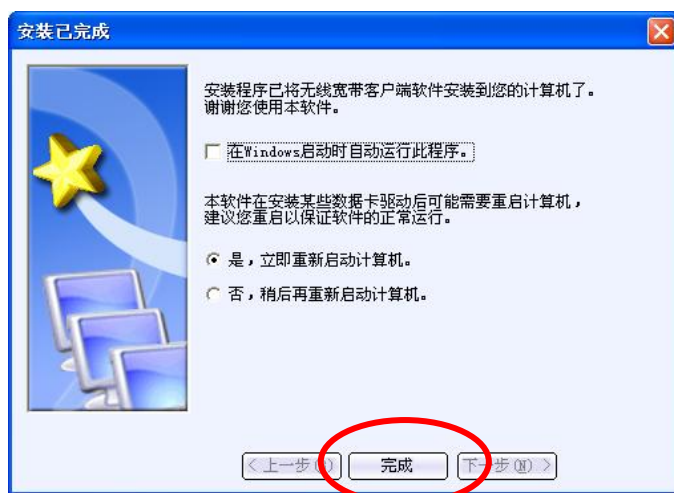 安装已完成
安装程序已将无线宽带客户端软件安装到您的计算机了。
谢谢您使用本软件。
在Windows启动时自动运行此程序。
本软件在安装某些数据卡驱动后可能需要重启计算机，
建议您重启以保证软件的正常运行。
是，立即重新启动计算机。
否，稍后再重新启动计算机。
<上一步 完成 下一步(N) >